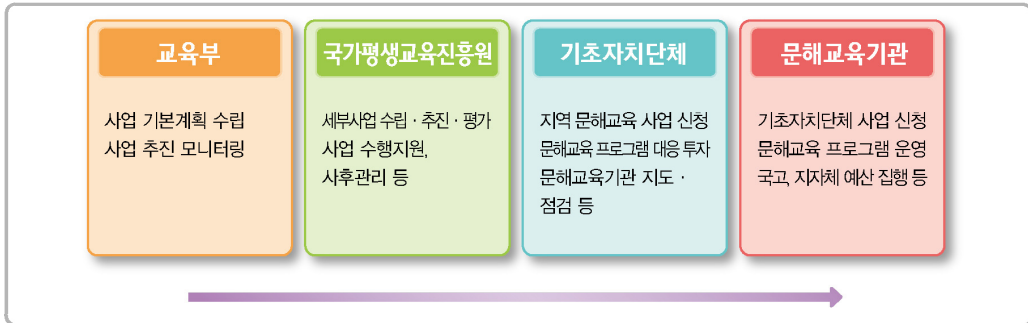 교육부
사업 기본계획 수립
사업 추진 모니터링
국가평생교육진흥원
세부사업 수립 · 추진 · 평가
사업 수행지원,
사후관리 등
기초자치단체
지역 문해교육 사업 신청
문해교육 프로그램 대응 투자
문해교육기관 지도 ·
점검 등
문해교육기관
기초자치단체 사업 신청
문해교육 프로그램 운영
국고, 지자체 예산 집행 등